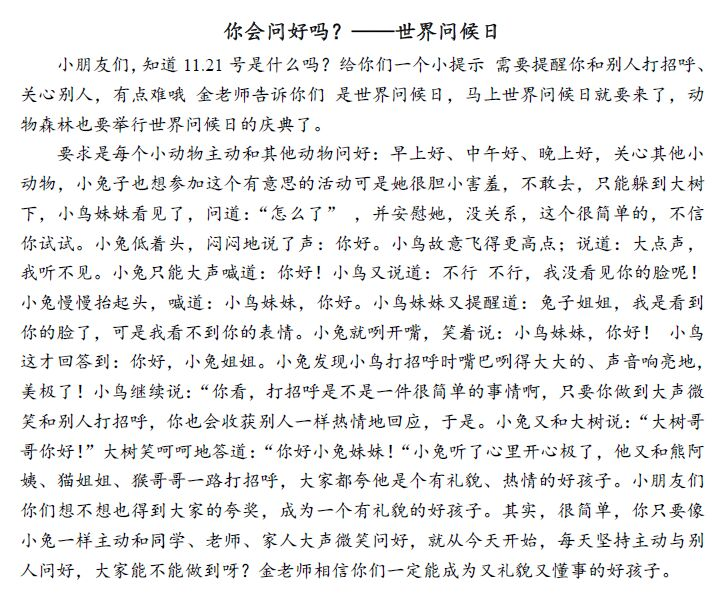 你会问好吗？——世界问候日
小朋友们,知道 11.21 号是什么吗？给你们一个小提示 需要提醒你和别人打招呼、
关心别人，有点难哦 金老师告诉你们 是世界问候日，马上世界问候日就要来了，动
物森林也要举行世界问候日的庆典了。
要求是每个小动物主动和其他动物问好：早上好、中午好、晚上好，关心其他小
动物，小兔子也想参加这个有意思的活动可是她很胆小害羞，不敢去，只能躲到大树
下，小鸟妹妹看见了，问道：“怎么了” ，并安慰她，没关系，这个很简单的，不信
你试试。小兔低着头，闷闷地说了声：你好。小鸟故意飞得更高点；说道：大点声，
我听不见。小兔只能大声喊道：你好！小鸟又说道：不行 不行，我没看见你的脸呢！
小兔慢慢抬起头，喊道：小鸟妹妹，你好。小鸟妹妹又提醒道：兔子姐姐，我是看到
你的脸了，可是我看不到你的表情。小兔就咧开嘴，笑着说：小鸟妹妹，你好！ 小鸟
这才回答到：你好，小兔姐姐。小兔发现小鸟打招呼时嘴巴咧得大大的、声音响亮地，
美极了！小鸟继续说：“你看，打招呼是不是一件很简单的事情啊，只要你做到大声微
笑和别人打招呼，你也会收获别人一样热情地回应，于是。小兔又和大树说：“大树哥
哥你好！”大树笑呵呵地答道：“你好小兔妹妹！“小兔听了心里开心极了，他又和熊阿
姨、猫姐姐、猴哥哥一路打招呼，大家都夸他是个有礼貌、热情的好孩子。小朋友们
你们想不想也得到大家的夸奖，成为一个有礼貌的好孩子。其实，很简单，你只要像
小兔一样主动和同学、老师、家人大声微笑问好，就从今天开始，每天坚持主动与别
人问好，大家能不能做到呀？金老师相信你们一定能成为又礼貌又懂事的好孩子。